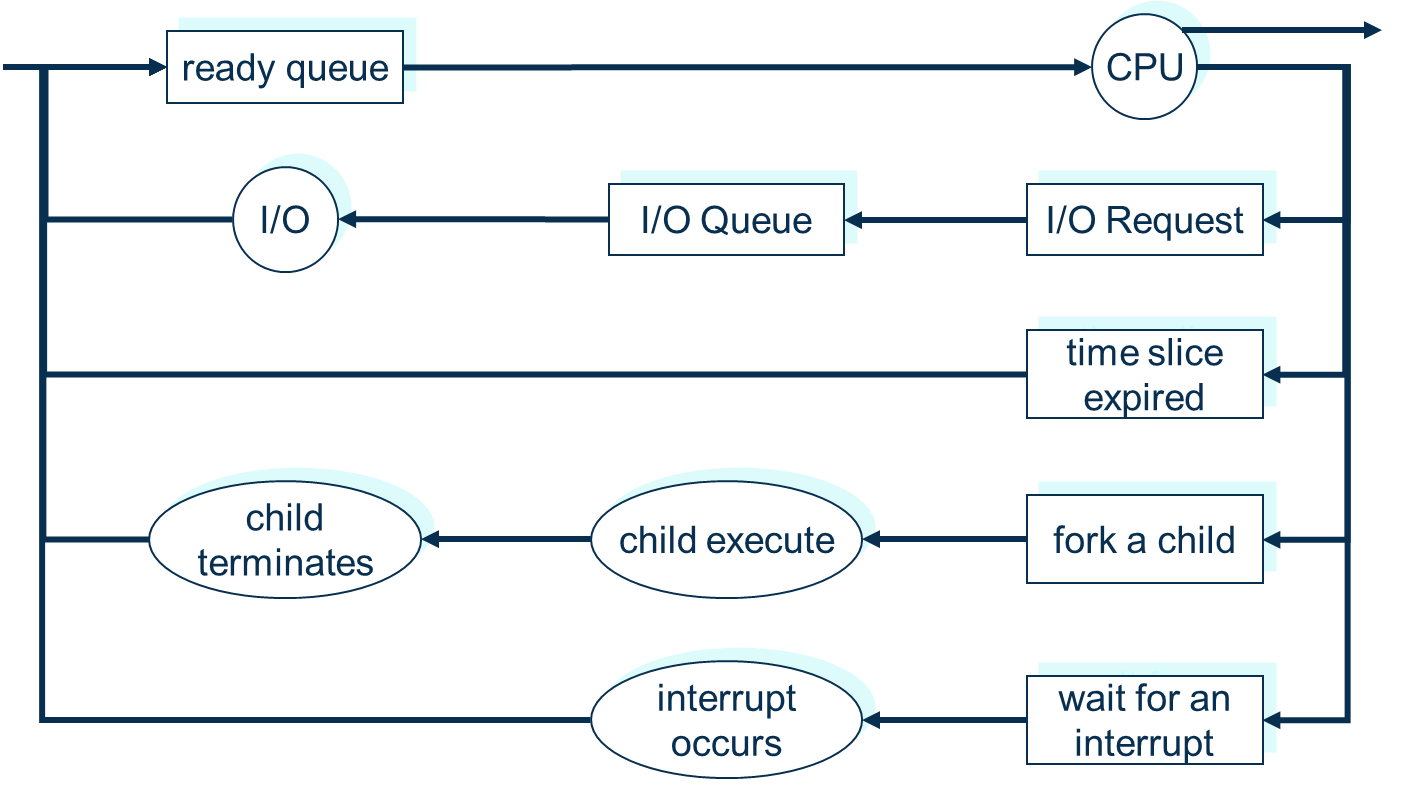 ready queue
CPU
I/O
I/O Queue
I/O Request
time slice
expired
child
terminates
child execute
fork a child
interrupt
occurs
wait for an
interrupt